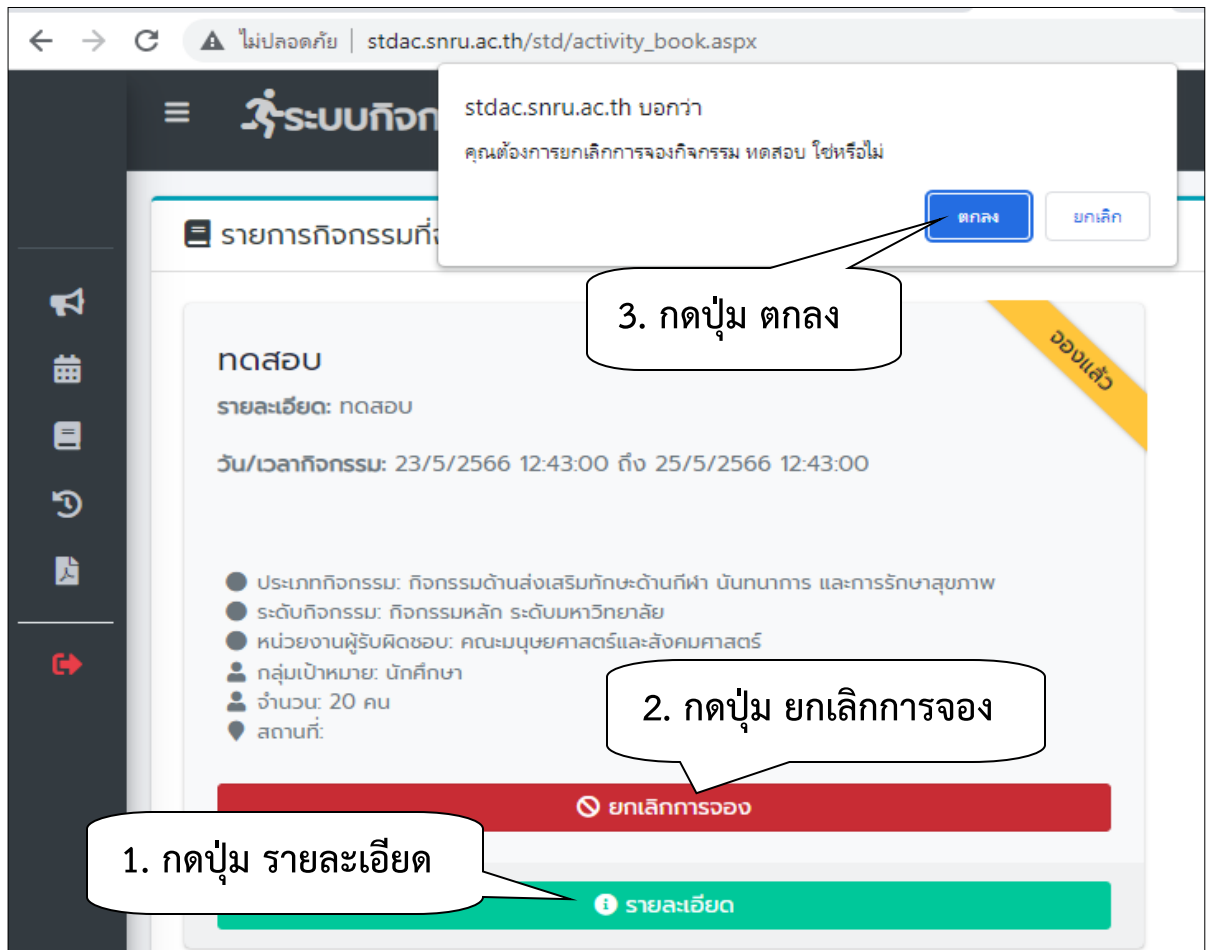 ไม่ปลอดภัย | stdac.snru.ac.th/std/activity_book.aspx
stdac.snru.ac.th บอกว่า
คุณต้องการยกเลิกการจองกิจกรรม ทดสอบ ใช่หรือไม่
ตกลง ยกเลิก
ระบบกิจก
รายการกิจกรรมที่จ
3. กดปุ่ม ตกลง
จองแล้ว
ทดสอบ
รายละเอียด: ทดสอบ
วัน/เวลากิจกรรม: 23/5/2566 12:43:00 ถึง 25/5/2566 12:43:00
ประเภทกิจกรรม: กิจกรรมด้านส่งเสริมทักษะด้านกีฬา นันทนาการ และการรักษาสุขภาพ
ระดับกิจกรรม: กิจกรรมหลัก ระดับมหาวิทยาลัย
หน่วยงานผู้รับผิดชอบ: คณะมนุษยศาสตร์และสังคมศาสตร์
กลุ่มเป้าหมาย: นักศึกษา
จำนวน: 20 คน
สถานที่:
2. กดปุ่ม ยกเลิกการจอง
ยกเลิกการจอง
1. กดปุ่ม รายละเอียด
รายละเอียด